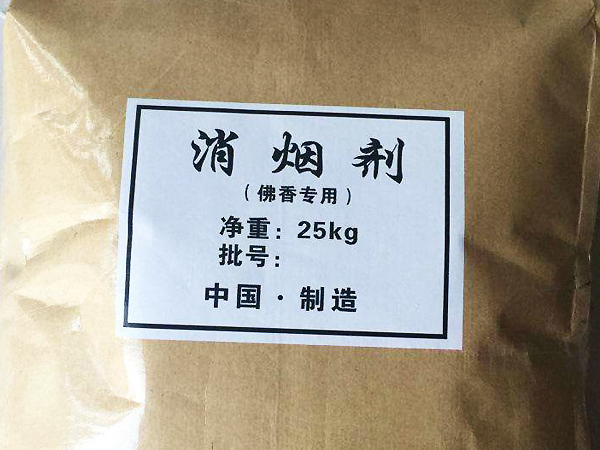 消烟剂
（佛香专用）
净重：25kg
批号：
中国·制造